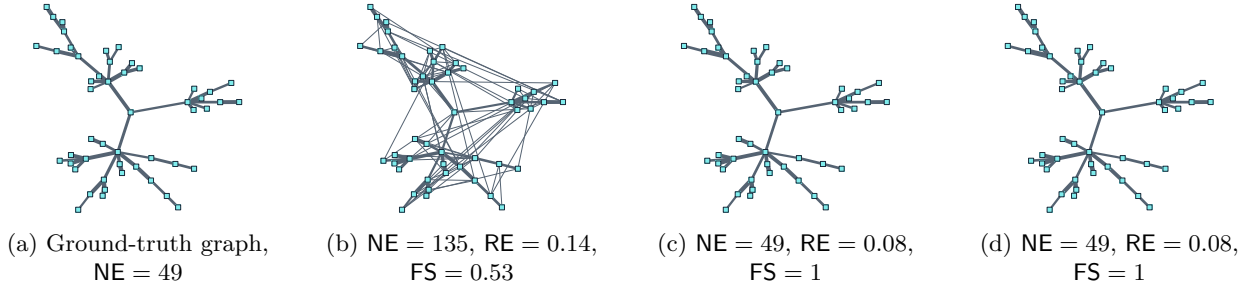 (a) Ground-truth graph,
NE = 49
(b) NE = 135, RE = 0.14,
FS = 0.53
(c) NE = 49, RE = 0.08,
FS = 1
(d) NE = 49, RE = 0.08,
FS = 1